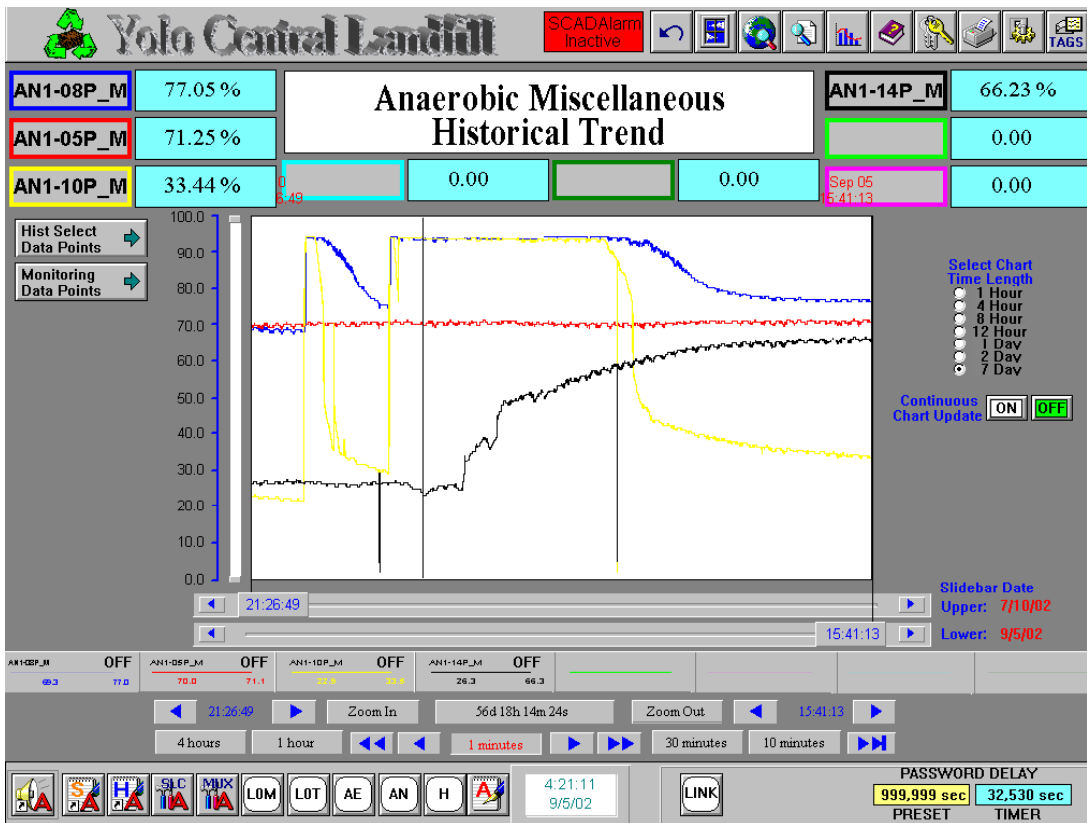 Yolo Central Landfill
SCADAlarm
Inactive
TAGS
AN1-08P_M 77.05 %
AN1-05P_M 71.25 %
AN1-10P_M 33.44 %
Anaerobic Miscellaneous
Historical Trend
AN1-14P_M 66.23 %
0.00
0.00
0.00
0.00
Sep 05
15:41:13
Hist Select
Data Points
Monitoring
Data Points
100.0
90.0
80.0
70.0
60.0
50.0
40.0
30.0
20.0
10.0
0.0
Select Chart
Time Length
1 Hour
4 Hour
8 Hour
12 Hour
1 Day
2 Day
7 Day
Continuous
Chart Update
ON OFF
21:26:49
15:41:13
Slidebar Date
Upper: 7/10/02
Lower: 9/5/02
AN1-08P_M OFF AN1-05P_M OFF AN1-10P_M OFF AN1-14P_M OFF
69.3 77.0 70.0 71.1 26.3 66.3
21:26:49 Zoom In 56d 18h 14m 24s Zoom Out 15:41:13
4 hours 1 hour 1 minutes 30 minutes 10 minutes
S H SLC MUX LOM LOT AE AN H
4:21:11
9/5/02
LINK
PASSWORD DELAY
999,999 sec 32,530 sec
PRESET TIMER